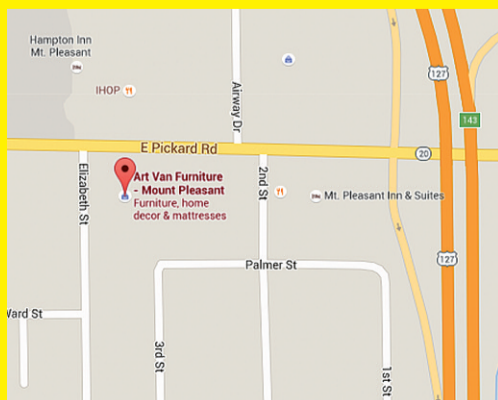 Hampton Inn
Mt. Pleasant
IHOP
Airway Dr
127
143
E Pickard Rd
20
Elizabeth St
Art Van Furniture
- Mount Pleasant
Furniture, home
decor & mattresses
2nd St
Mt. Pleasant Inn & Suites
127
Palmer St
Ward St
3rd St
1st St